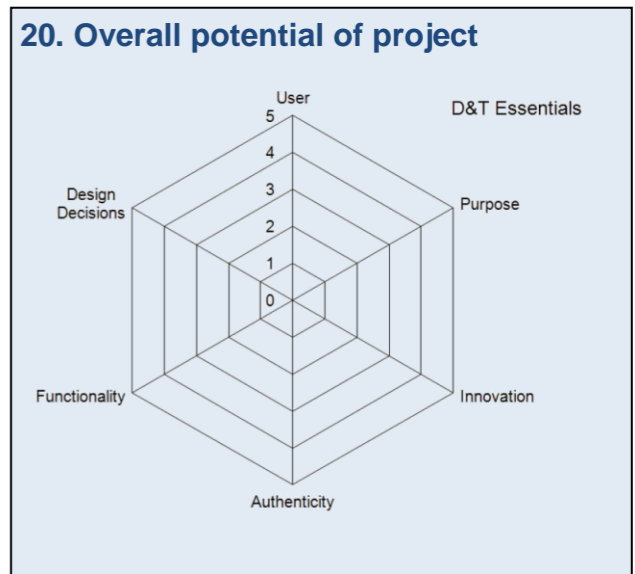 20. Overall potential of project
User
D&T Essentials
5
4
3
2
1
0
Design
Decisions
Purpose
Functionality
Innovation
Authenticity